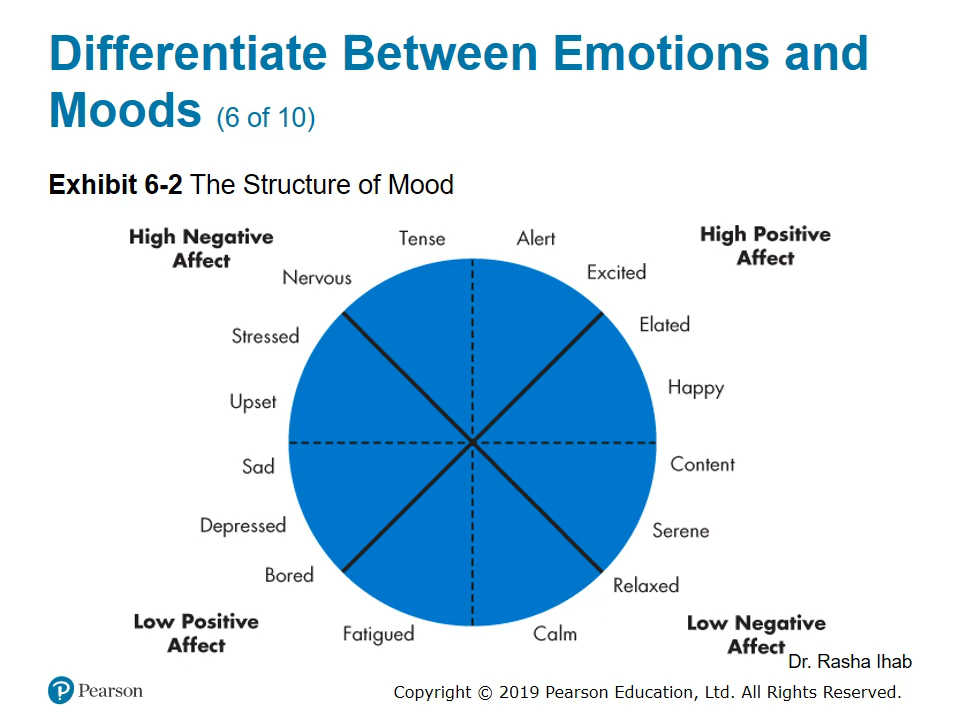 Differentiate Between Emotions and
Moods (6 of 10)
Exhibit 6-2 The Structure of Mood
High Negative
Affect
Tense
Alert
High Positive
Affect
Nervous
Excited
Stressed
Elated
Upset
Happy
Sad
Content
Depressed
Serene
Bored
Relaxed
Low Positive
Affect
Fatigued
Calm
Low Negative
Affect
Dr. Rasha Ihab
P Pearson
Copyright © 2019 Pearson Education, Ltd. All Rights Reserved.